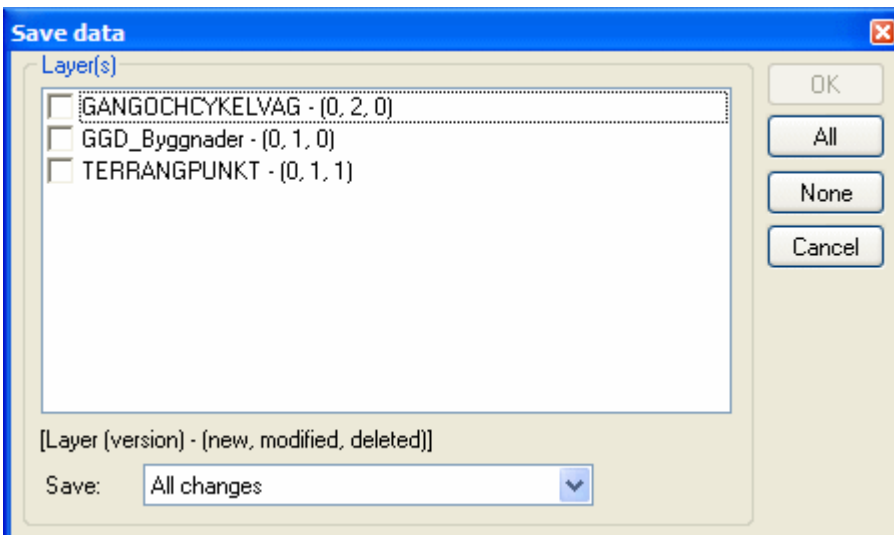 Save data
Layer(s)
GANGOCHCYKELVAG - (0, 2, 0)
GGD_Byggnader - (0, 1, 0)
TERRANGPUNKT - (0, 1, 1)
OK
All
None
Cancel
[Layer (version) - (new, modified, deleted)]
Save: All changes